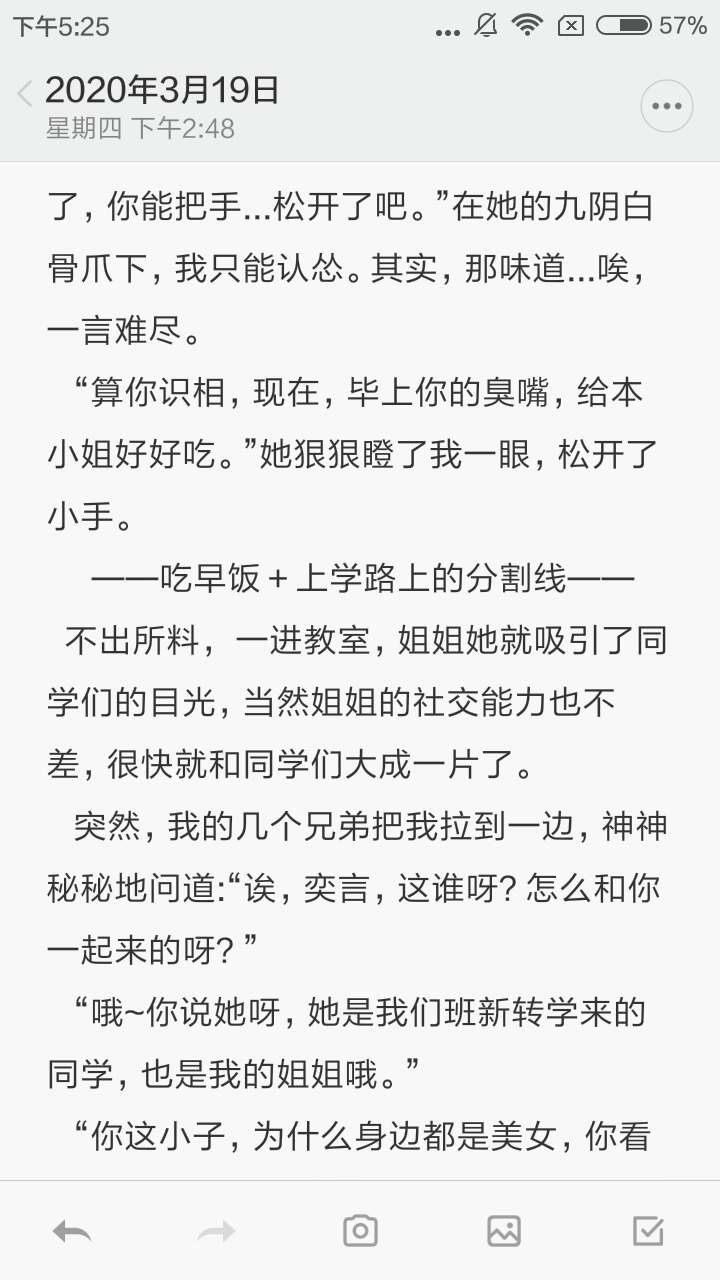 下午5:25
57%
2020年3月19日
星期四 下午2:48
了，你能把手...松开了吧。”在她的九阴白
骨爪下，我只能认怂。其实，那味道...唉，
一言难尽。
“算你识相，现在，毕上你的臭嘴，给本
小姐好好吃。”她狠狠瞪了我一眼，松开了
小手。
——吃早饭＋上学路上的分割线——
不出所料，一进教室，姐姐她就吸引了同
学们的目光，当然姐姐的社交能力也不
差，很快就和同学们大成一片了。
突然，我的几个兄弟把我拉到一边，神神
秘秘地问道:“诶，奕言，这谁呀？怎么和你
一起来的呀？”
“哦~你说她呀，她是我们班新转学来的
同学，也是我的姐姐哦。”
“你这小子，为什么身边都是美女，你看